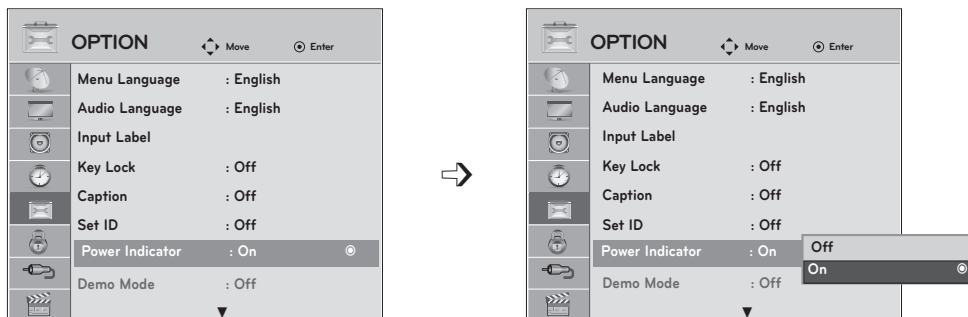 OPTION Move Enter
Menu Language : English
Audio Language : English
Input Label
Key Lock : Off
Caption : Off
Set ID : Off
Power Indicator : On
Demo Mode : Off
OPTION Move Enter
Menu Language : English
Audio Language : English
Input Label
Key Lock : Off
Caption : Off
Set ID : Off
Power Indicator : On
Demo Mode : Off
Off
On